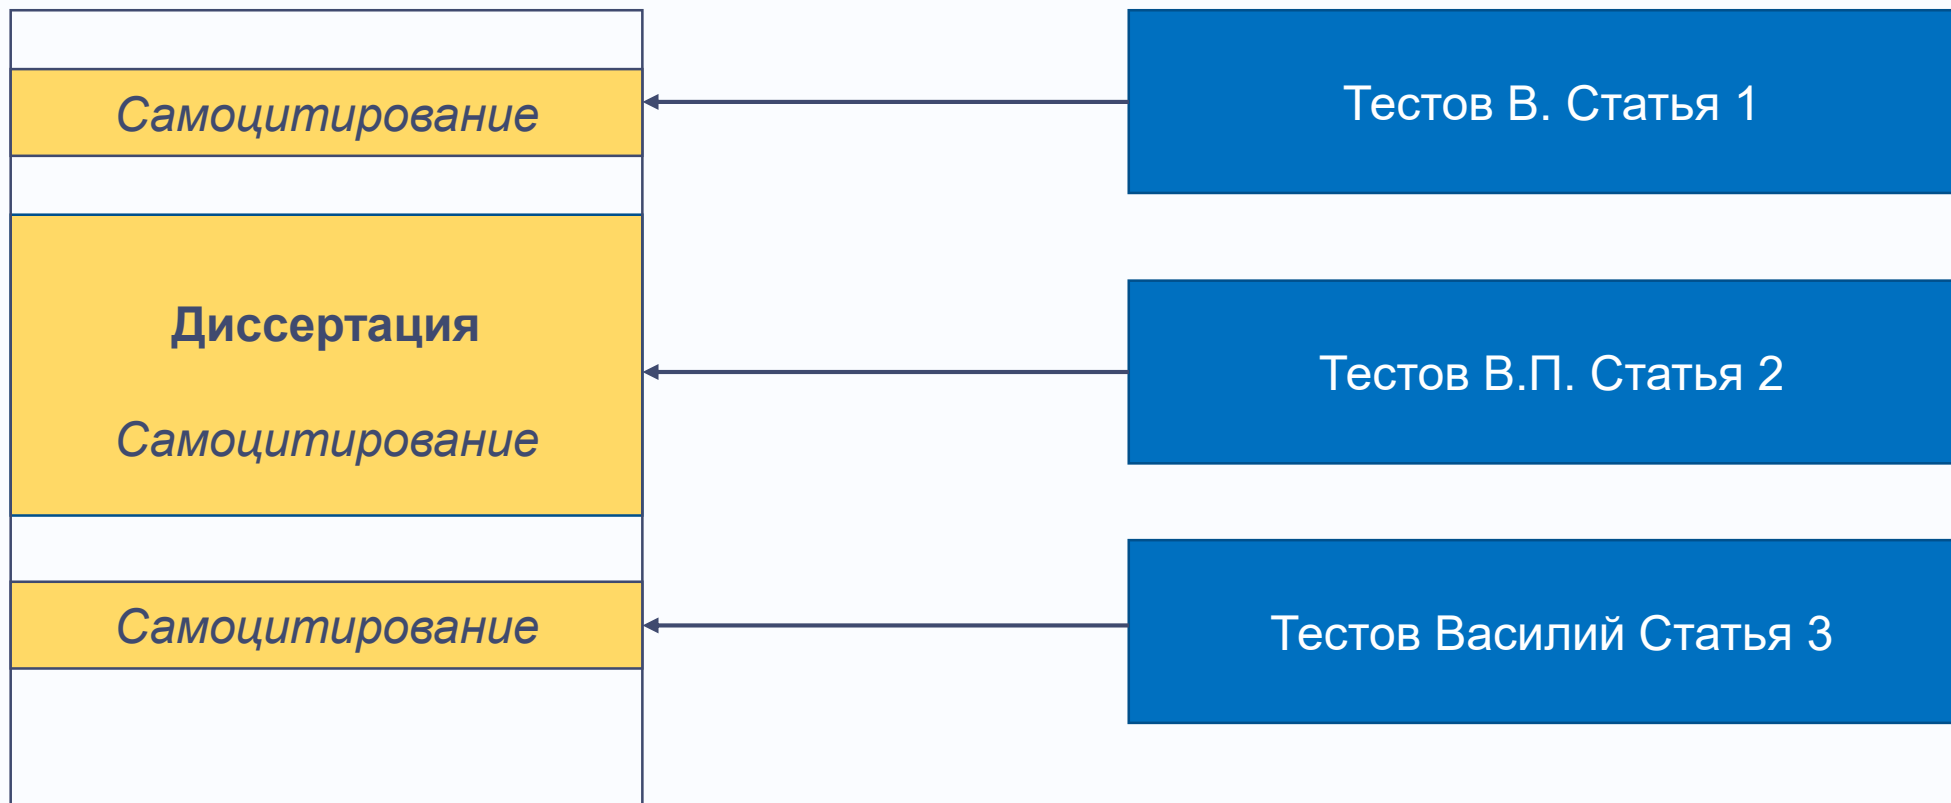 Самоцитирование
Тестов В. Статья 1
Диссертация
Тестов В.П. Статья 2
Самоцитирование
Самоцитирование
Тестов Василий Статья 3